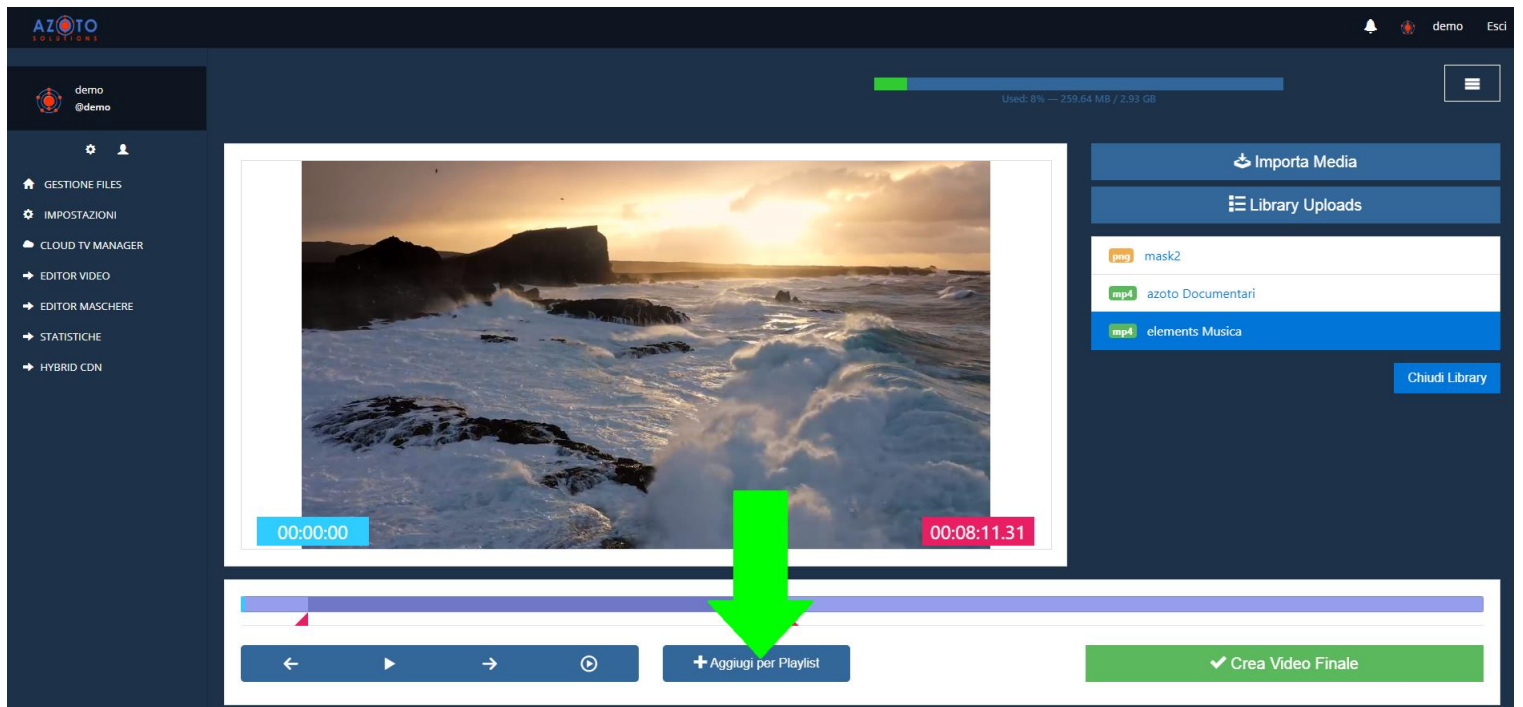 AZOTO
SOLUTIONS
demo Esci
demo
@demo
Used: 8% — 259.64 MB / 2.93 GB
GESTIONE FILES
IMPOSTAZIONI
CLOUD TV MANAGER
EDITOR VIDEO
EDITOR MASCHERE
STATISTICHE
HYBRID CDN
00:00:00
00:08:11.31
Importa Media
Library Uploads
png mask2
mp4 azoto Documentari
mp4 elements Musica
Chiudi Library
Aggiugi per Playlist
Crea Video Finale